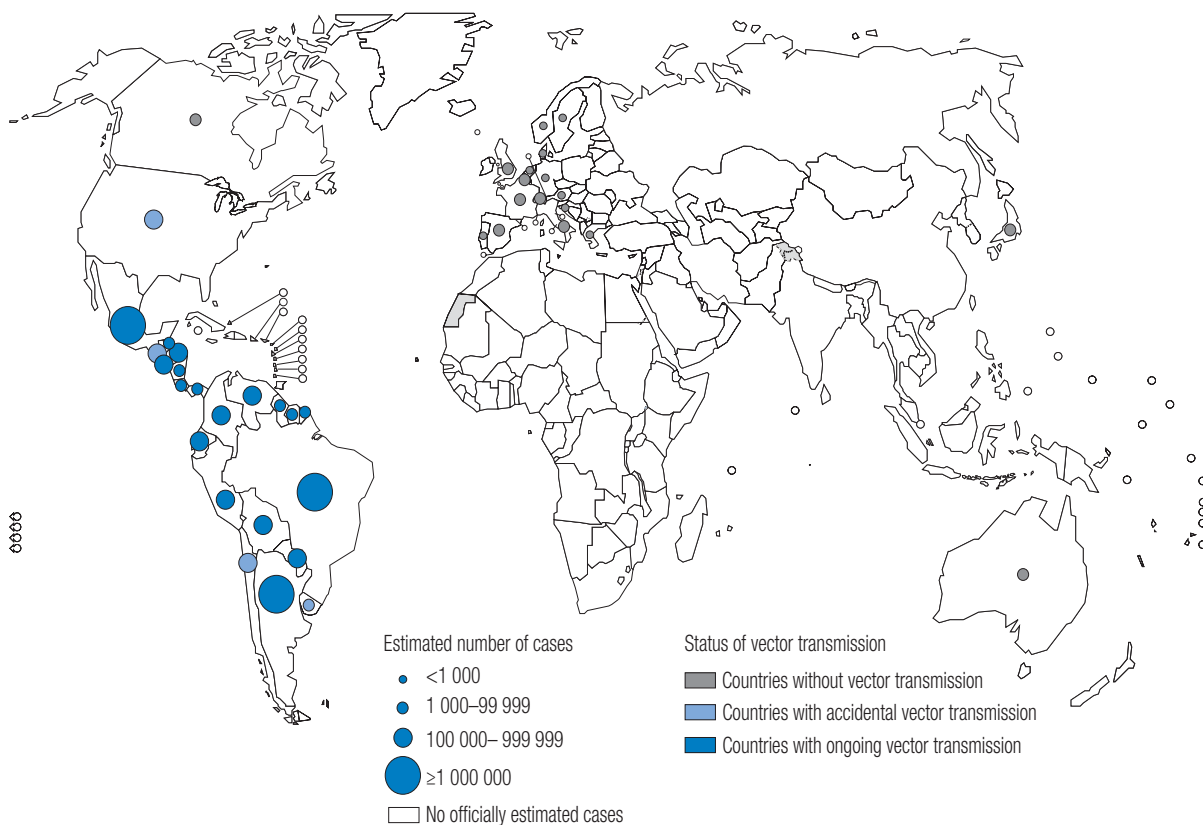 Estimated number of cases
<1 000
1 000–99 999
100 000– 999 999
≥1 000 000
No officially estimated cases
Status of vector transmission
Countries without vector transmission
Countries with accidental vector transmission
Countries with ongoing vector transmission